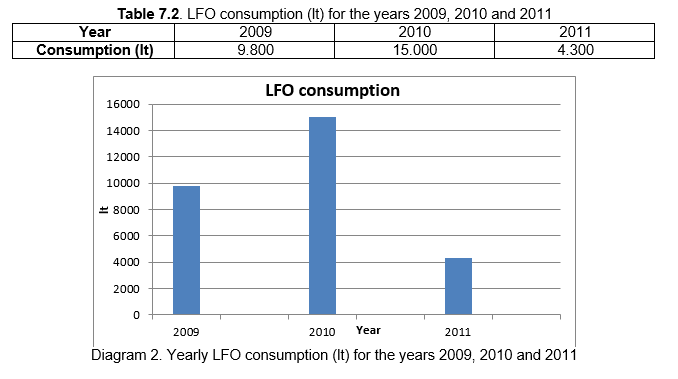 Table 7.2. LFO consumption (lt) for the years 2009, 2010 and 2011
Year 2009 2010 2011
Consumption (lt) 9.800 15.000 4.300
LFO consumption
16000
14000
12000
10000
8000
6000
4000
2000
0
lt
2009 2010 Year 2011
Diagram 2. Yearly LFO consumption (lt) for the years 2009, 2010 and 2011